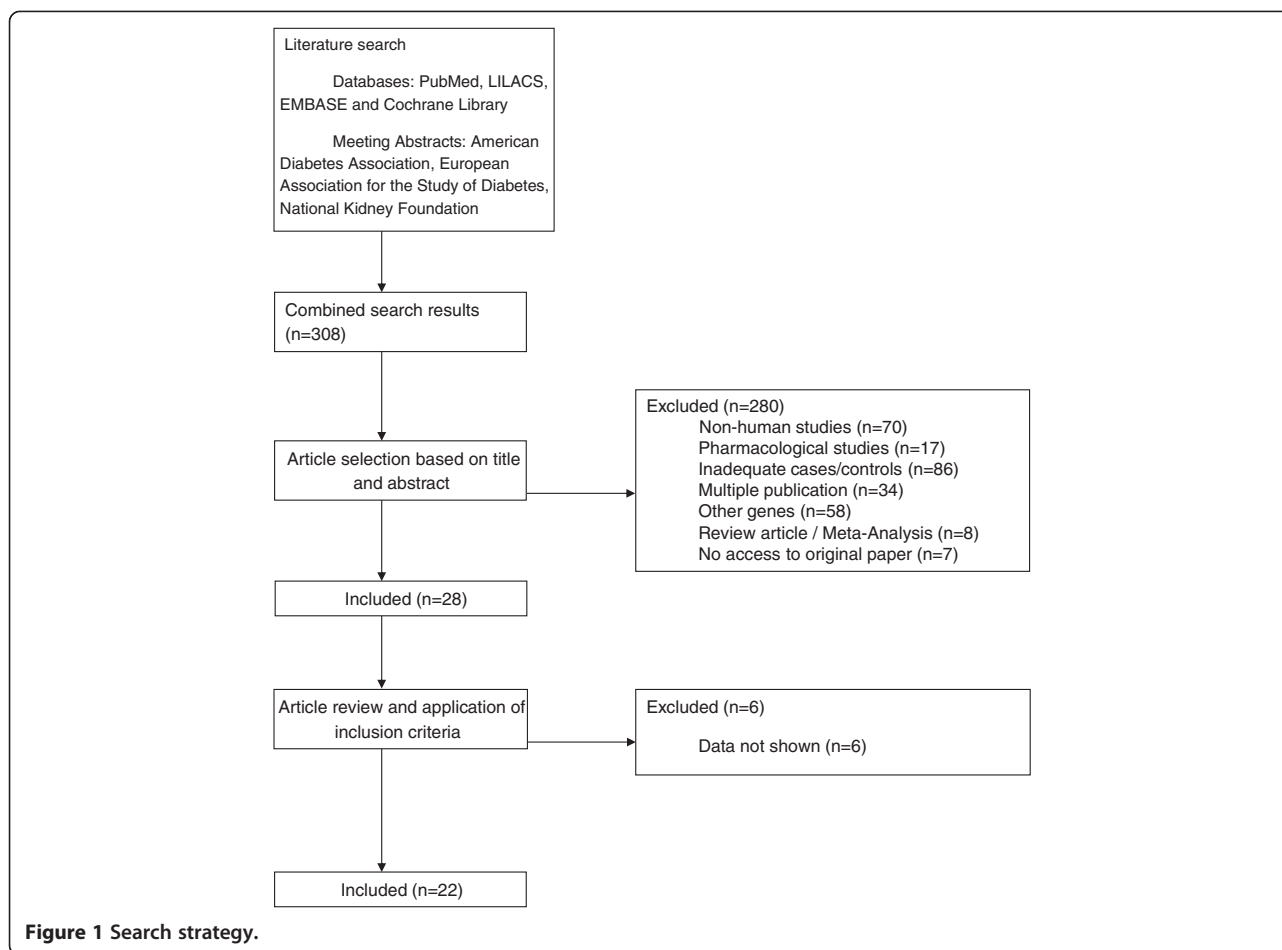 Literature search
Databases: PubMed, LILACS,
EMBASE and Cochrane Library
Meeting Abstracts: American
Diabetes Association, European
Association for the Study of Diabetes,
National Kidney Foundation
Combined search results
(n=308)
Article selection based on title
and abstract
Excluded (n=280)
Non-human studies (n=70)
Pharmacological studies (n=17)
Inadequate cases/controls (n=86)
Multiple publication (n=34)
Other genes (n=58)
Review article / Meta-Analysis (n=8)
No access to original paper (n=7)
Included (n=28)
Article review and application of
inclusion criteria
Excluded (n=6)
Data not shown (n=6)
Included (n=22)
Figure 1 Search strategy.